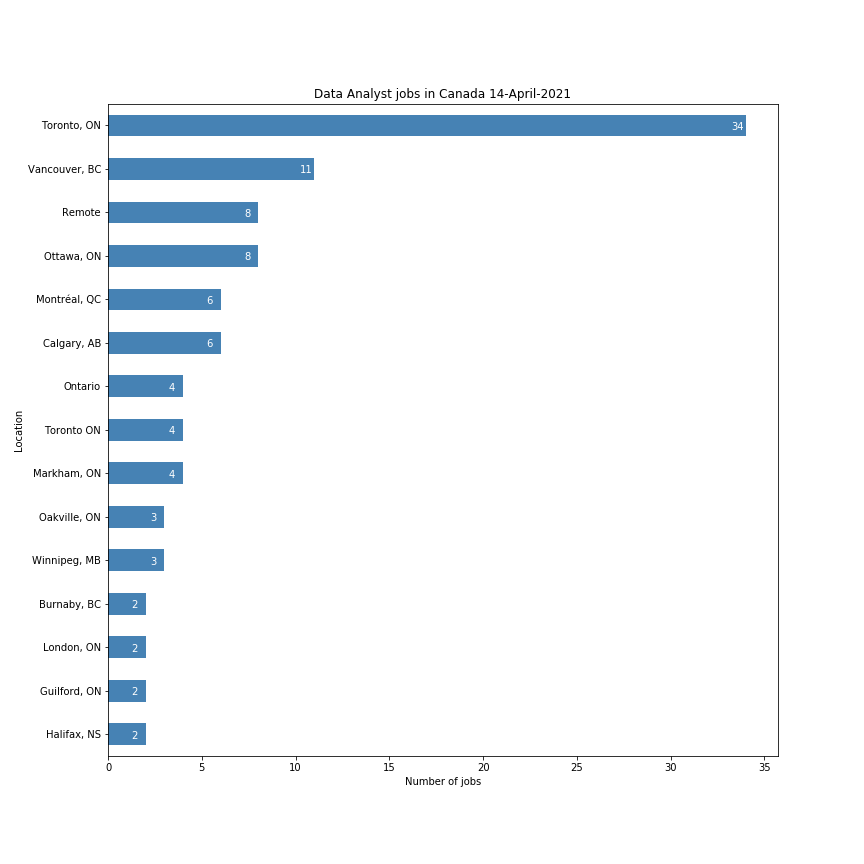 Data Analyst jobs in Canada 14-April-2021
Toronto, ON 34
Vancouver, BC 11
Remote 8
Ottawa, ON 8
Montréal, QC 6
Calgary, AB 6
Ontario 4
Toronto ON 4
Markham, ON 4
Oakville, ON 3
Winnipeg, MB 3
Burnaby, BC 2
London, ON 2
Guilford, ON 2
Halifax, NS 2
Location
0 5 10 15 20 25 30 35
Number of jobs